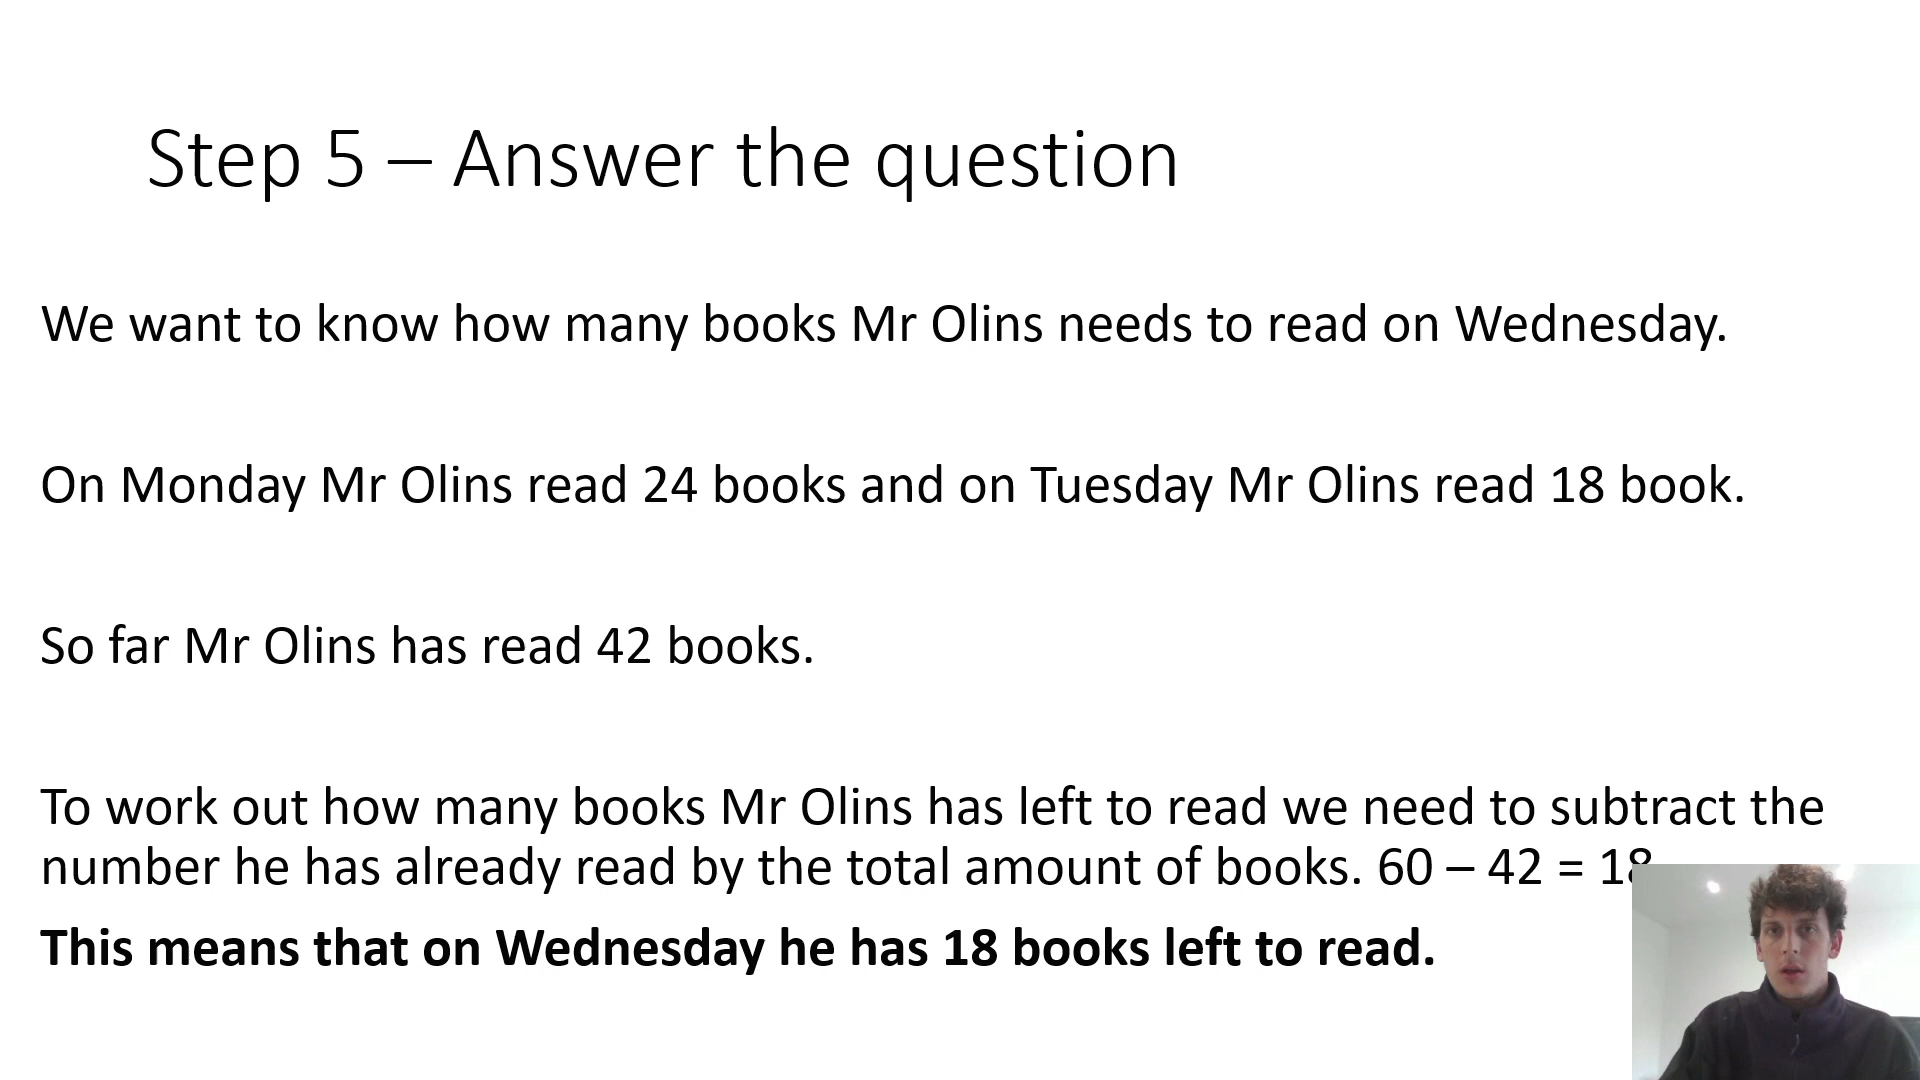 Step 5 – Answer the question
We want to know how many books Mr Olins needs to read on Wednesday.
On Monday Mr Olins read 24 books and on Tuesday Mr Olins read 18 book.
So far Mr Olins has read 42 books.
To work out how many books Mr Olins has left to read we need to subtract the
number he has already read by the total amount of books. 60 – 42 = 18
This means that on Wednesday he has 18 books left to read.